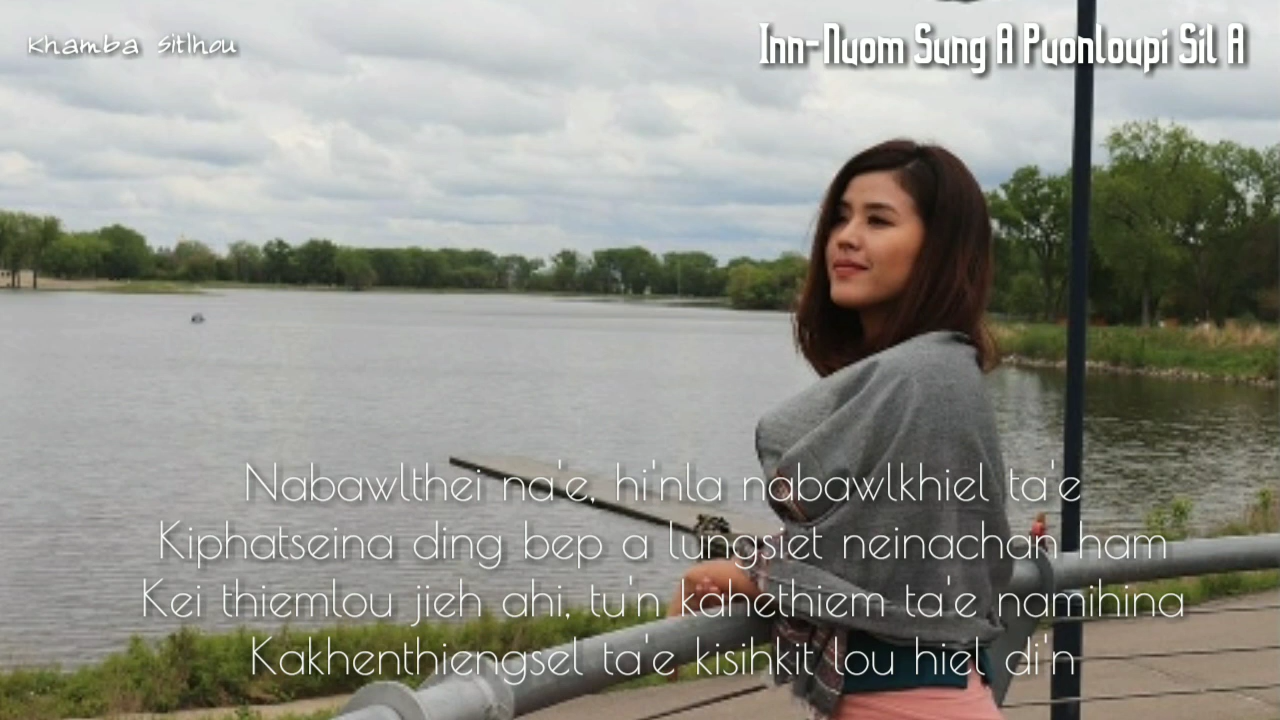 Khamba Sitlhou
Inn-Nuom Sung A Puonloupi Sil A
Nabawlthei na'e, hi'nla nabawlkhiel ta'e
Kiphatseina ding bep a lungsiet neinachan ham
Kei thiemlou jieh ahi, tu'n kahethiem ta'e namihina
Kakhenthiengsel ta'e kisihkit lou hiel di'n